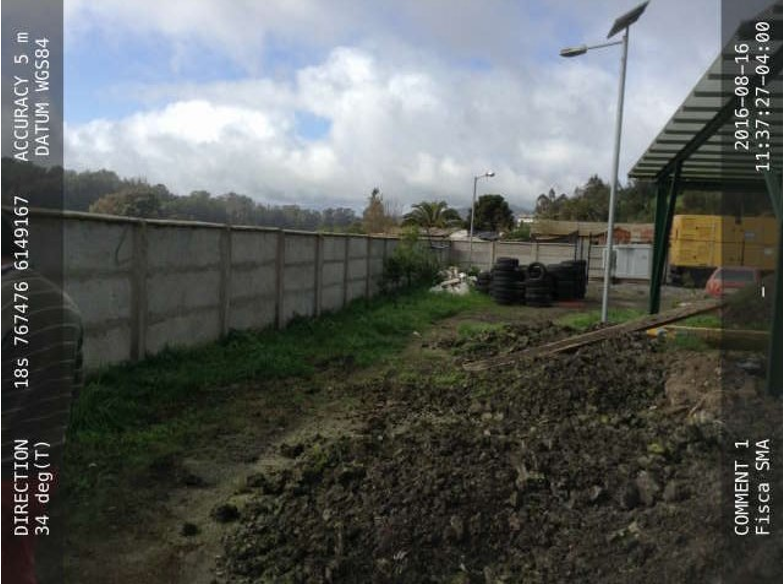 DIRECTION 18s 767476 6149167 ACCURACY 5 m
34 deg(T) DATUM WGS84
COMMENT 1 2016-08-16
Fisca SMA - 11:37:27-04:00